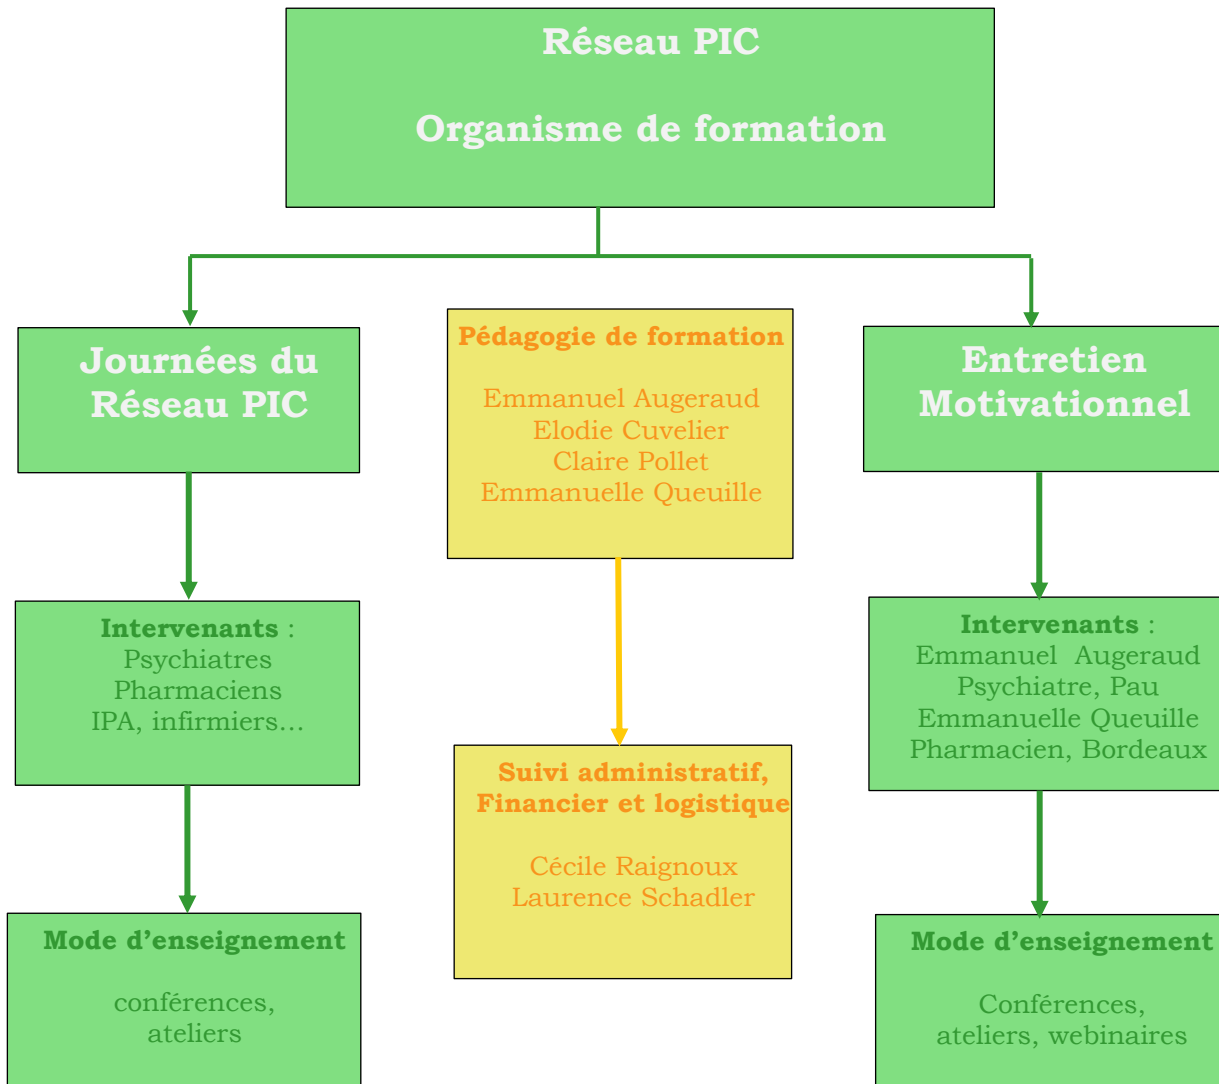 Réseau PIC
Organisme de formation
Journées du
Réseau PIC
Intervenants :
Psychiatres
Pharmaciens
IPA, infirmiers…
Mode d’enseignement
conférences,
ateliers
Pédagogie de formation
Emmanuel Augeraud
Elodie Cuvelier
Claire Pollet
Emmanuelle Queuille
Suivi administratif,
Financier et logistique
Cécile Raignoux
Laurence Schadler
Entretien
Motivationnel
Intervenants :
Emmanuel  Augeraud
Psychiatre, Pau
Emmanuelle Queuille
Pharmacien, Bordeaux
Mode d’enseignement
Conférences,
ateliers, webinaires